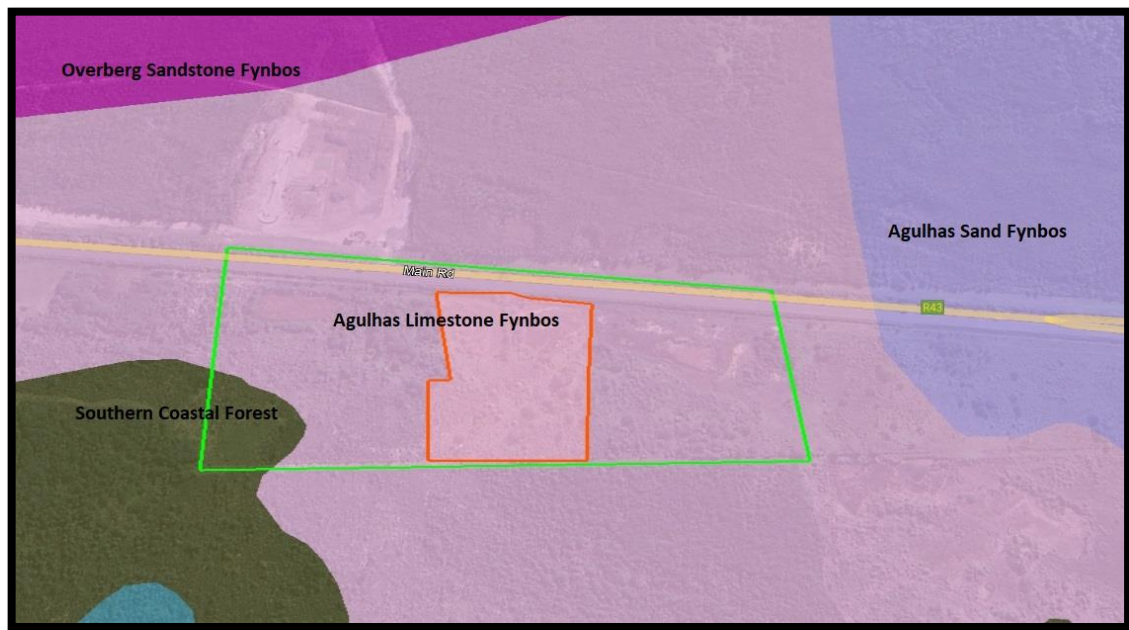 Overberg Sandstone Fynbos
Agulhas Sand Fynbos
Main Rd
R43
Agulhas Limestone Fynbos
Southern Coastal Forest